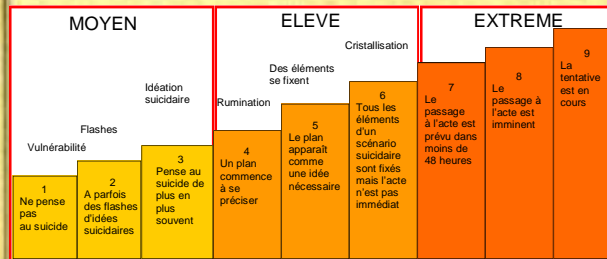 MOYEN
ELEVE
EXTREME
Vulnérabilité
Flashes
Idéation
suicidaire
Rumination
Des éléments
se fixent
Cristallisation
1
Ne pense
pas
au suicide
2
A parfois
des flashes
d'idées
suicidaires
3
Pense au
suicide de
plus en
plus
souvent
4
Un plan
commence
à se
préciser
5
Le plan
apparaît
comme
une idée
nécessaire
6
Tous les
éléments
d'un
scénario
suicidaire
sont fixés
mais l'acte
n'est pas
immédiat
7
Le
passage
à l'acte est
prévu dans
moins de
48 heures
8
Le
passage à
l'acte est
imminent
9
La
tentative
est en
cours